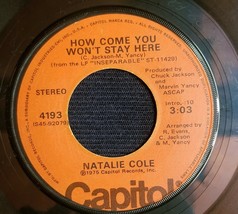 HOW COME YOU
WON'T STAY HERE
(C. Jackson-M. Yancy)
(from the LP "INSEPARABLE" ST-11429)
STEREO
Produced by
Chuck Jackson
and
Marvin Yancy
ASCAP
4193
(S45-82079)
Intro.:10
3:03
Arranged by
R. Evans,
C. Jackson
& M. Yancy
NATALIE COLE
℗1975 Capitol Records, Inc.
Capitol